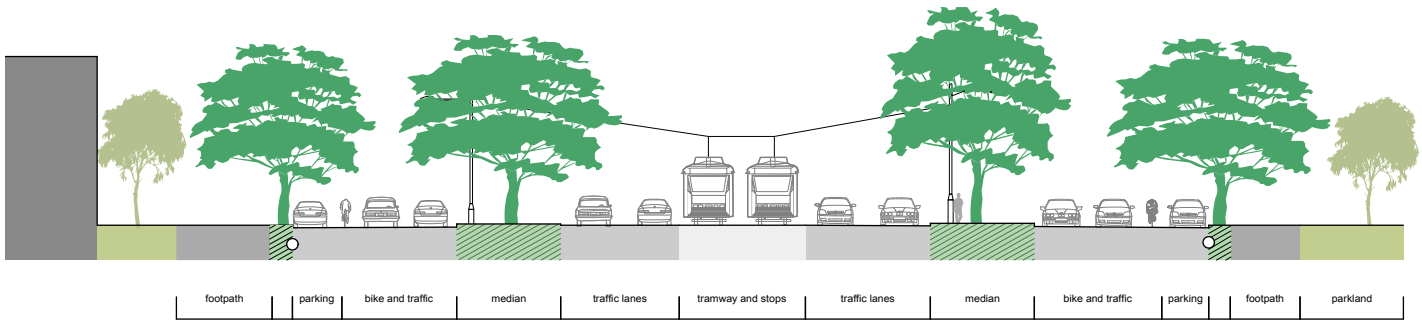 footpath parking bike and traffic median traffic lanes tramway and stops traffic lanes median bike and traffic parking footpath parkland